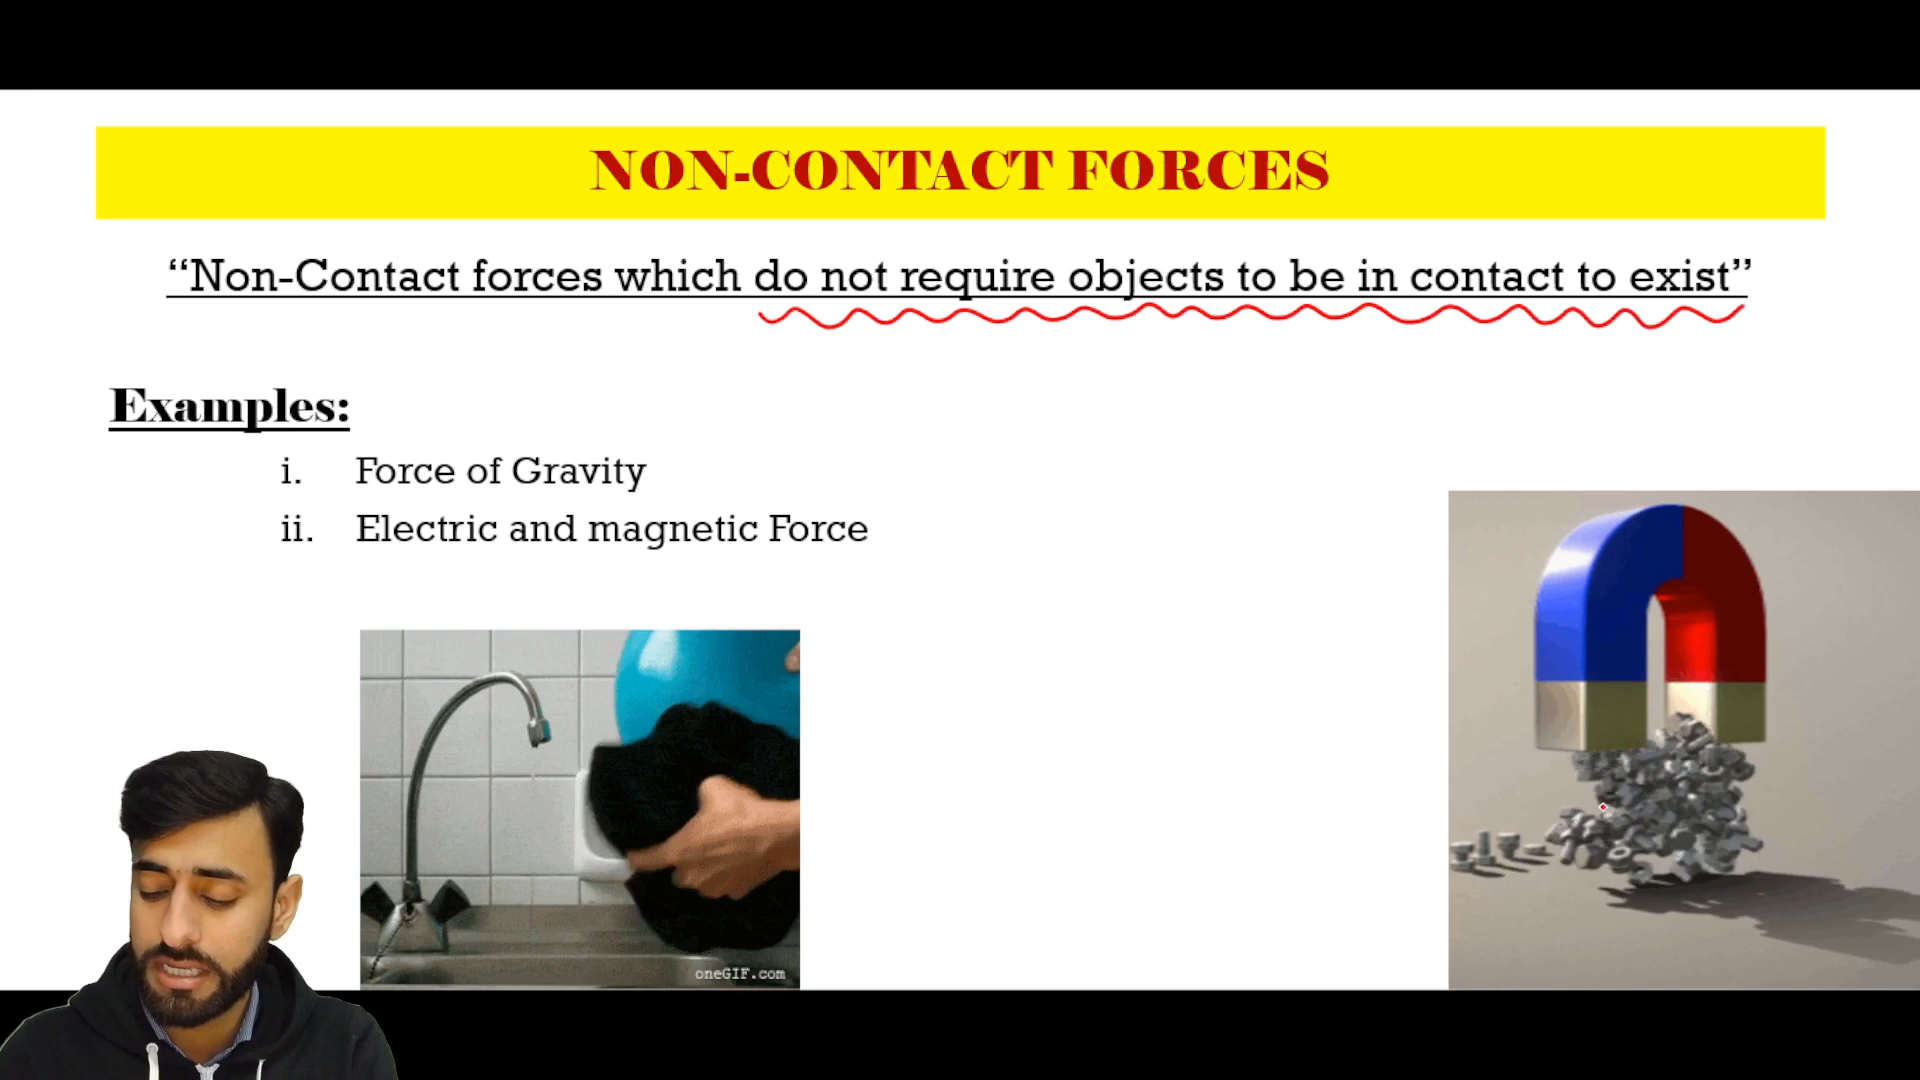 NON-CONTACT FORCES
“Non-Contact forces which do not require objects to be in contact to exist”
Examples:
i. Force of Gravity
ii. Electric and magnetic Force
oneGIF.com